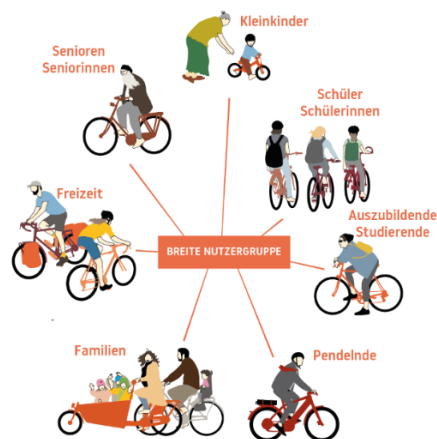 Kleinkinder
Senioren
Seniorinnen
Schüler
Schülerinnen
Freizeit
Auszubildende
Studierende
BREITE NUTZERGRUPPE
Familien
Pendelnde